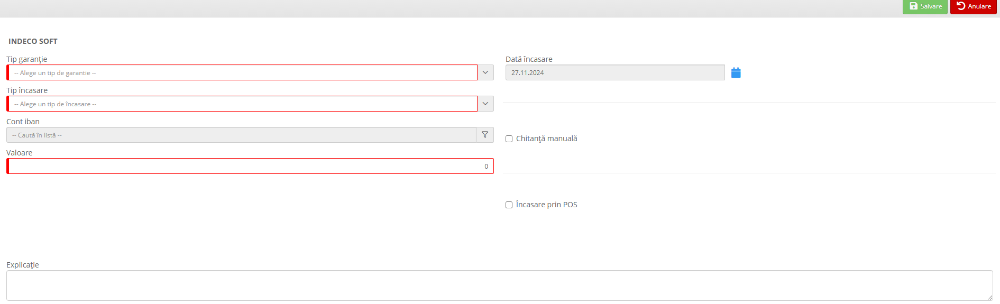 Salvare Anulare
INDECO SOFT
Tip garanție
-- Alege un tip de garantie --
Dată încasare
27.11.2024
Tip încasare
-- Alege un tip de încasare --
Cont iban
-- Caută în listă --
Chitanță manuală
Valoare
0
Încasare prin POS
Explicație